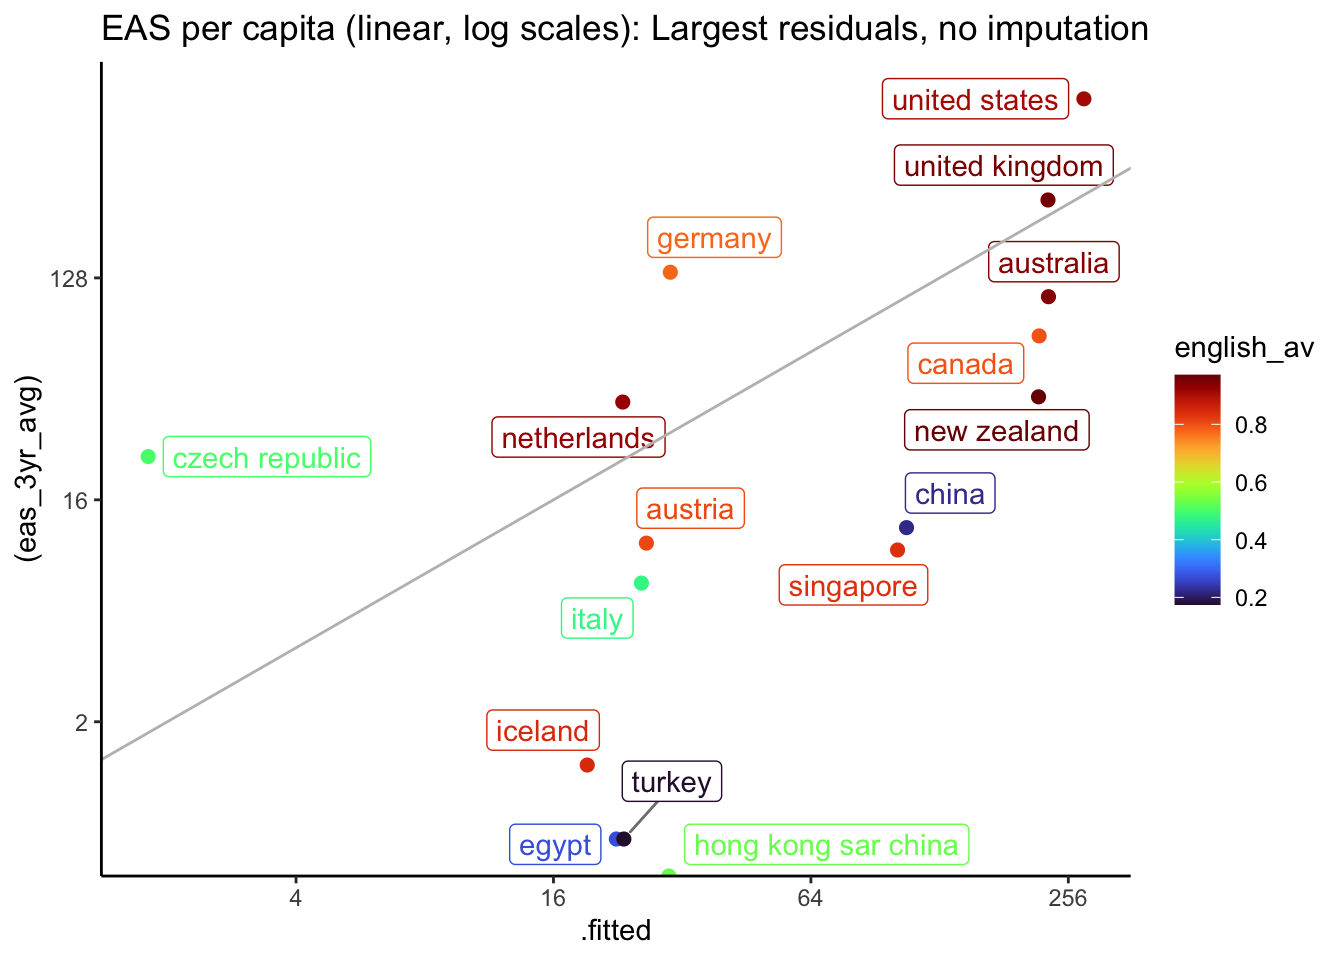 EAS per capita (linear, log scales): Largest residuals, no imputation
united states
united kingdom
germany
australia
128
canada
english_av
netherlands
new zealand
0.8
czech republic
(eas_3yr_avg)
16
china
0.6
austria
0.4
singapore
italy
0.2
2
iceland
turkey
egypt
hong kong sar china
4
16
64
256
.fitted